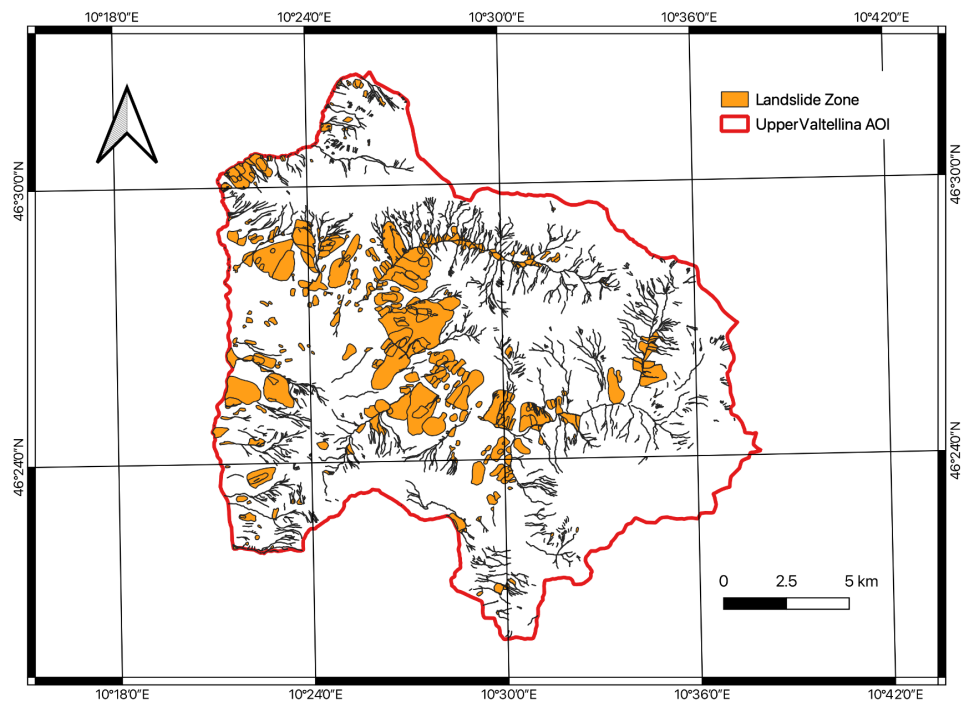 10°18′0″E 10°24′0″E 10°30′0″E 10°36′0″E 10°42′0″E
Landslide Zone
UpperValtellina AOI
46°30′0″N
46°30′0″N
46°24′0″N
46°24′0″N
0 2.5 5 km
10°18′0″E 10°24′0″E 10°30′0″E 10°36′0″E 10°42′0″E